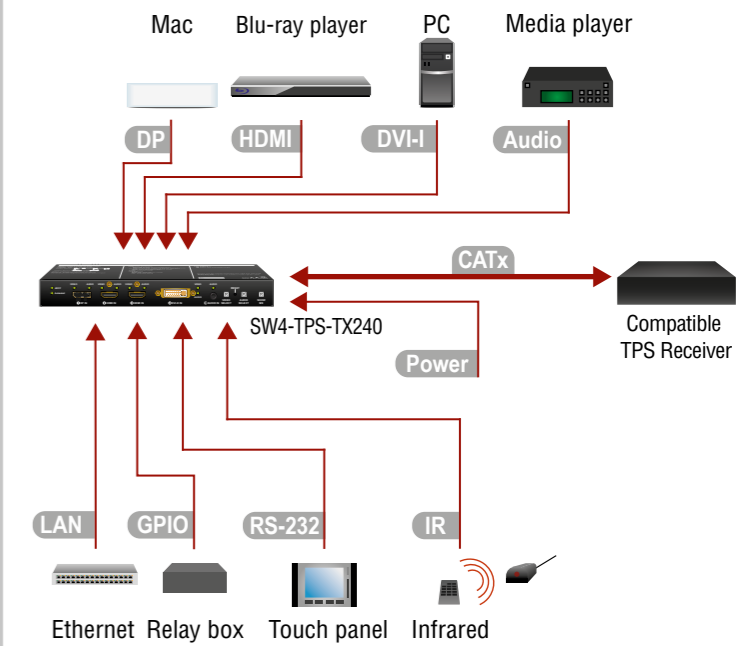 Mac Blu-ray player PC Media player
DP HDMI DVI-I Audio
CATx
SW4-TPS-TX240
Compatible
TPS Receiver
Power
LAN GPIO RS-232 IR
Ethernet Relay box Touch panel Infrared